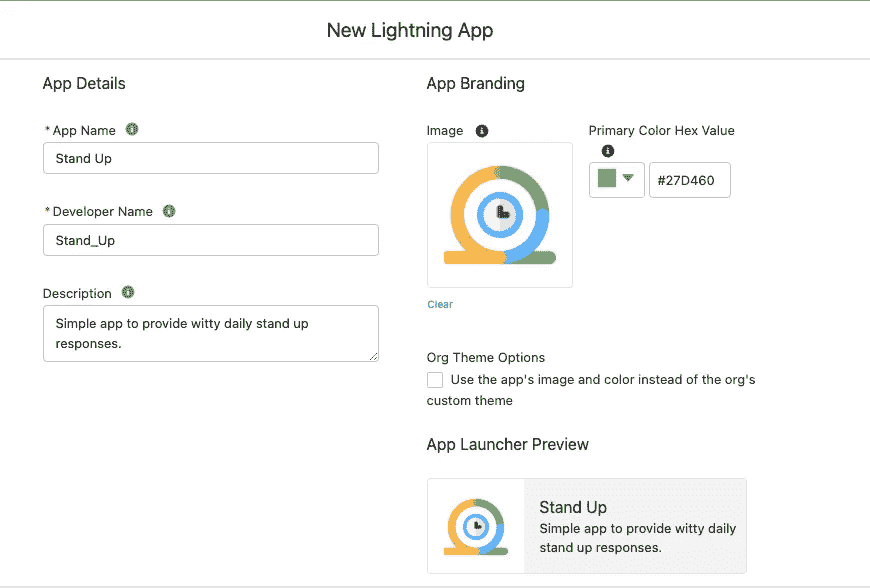 New Lightning App
App Details
* App Name
Stand Up
* Developer Name
Stand_Up
Description
Simple app to provide witty daily stand up
responses.
App Branding
Image
Primary Color Hex Value
#27D460
Clear
Org Theme Options
Use the app's image and color instead of the org's
custom theme
App Launcher Preview
Stand Up
Simple app to provide witty daily
stand up responses.